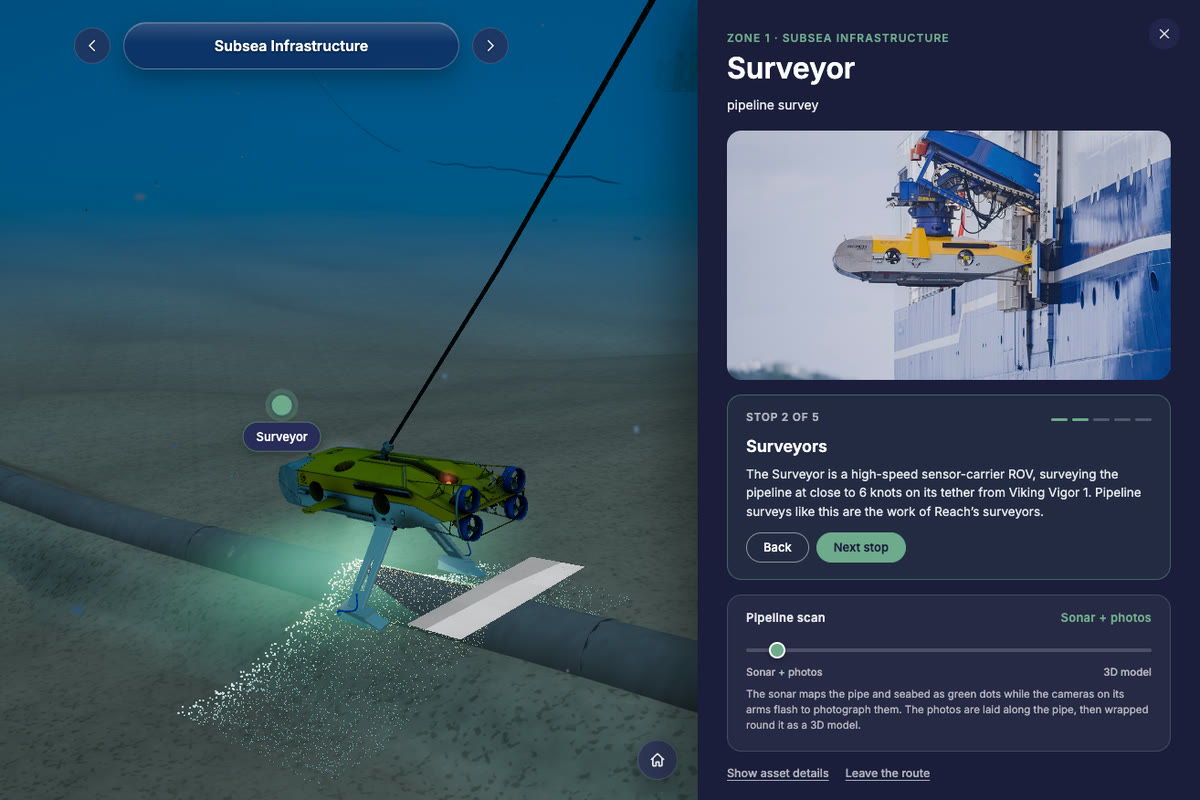 Subsea Infrastructure
Surveyor
ZONE 1 · SUBSEA INFRASTRUCTURE
Surveyor
pipeline survey
STOP 2 OF 5
Surveyors
The Surveyor is a high-speed sensor-carrier ROV, surveying the
pipeline at close to 6 knots on its tether from Viking Vigor 1. Pipeline
surveys like this are the work of Reach’s surveyors.
Back
Next stop
Pipeline scan
Sonar + photos
Sonar + photos
3D model
The sonar maps the pipe and seabed as green dots while the cameras on its
arms flash to photograph them. The photos are laid along the pipe, then wrapped
round it as a 3D model.
Show asset details
Leave the route